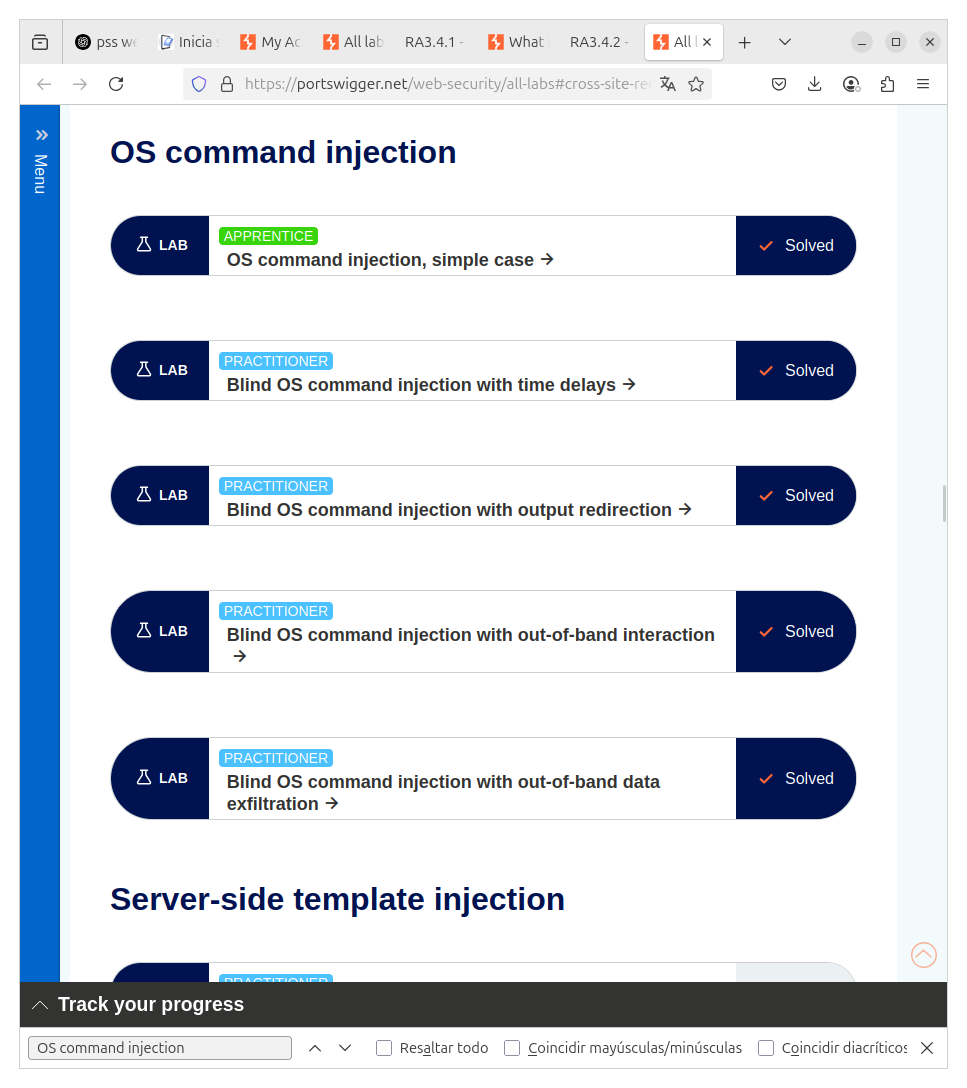 pss we
Inicia s
My Ac
All lab
RA3.4.1 -
What
RA3.4.2 -
All l
https://portswigger.net/web-security/all-labs#cross-site-req
Menu
OS command injection
LAB
APPRENTICE
OS command injection, simple case
Solved
LAB
PRACTITIONER
Blind OS command injection with time delays
Solved
LAB
PRACTITIONER
Blind OS command injection with output redirection
Solved
LAB
PRACTITIONER
Blind OS command injection with out-of-band interaction
Solved
LAB
PRACTITIONER
Blind OS command injection with out-of-band data
exfiltration
Solved
Server-side template injection
PRACTITIONER
Track your progress
OS command injection
Resaltar todo
Coincidir mayúsculas/minúsculas
Coincidir diacríticos